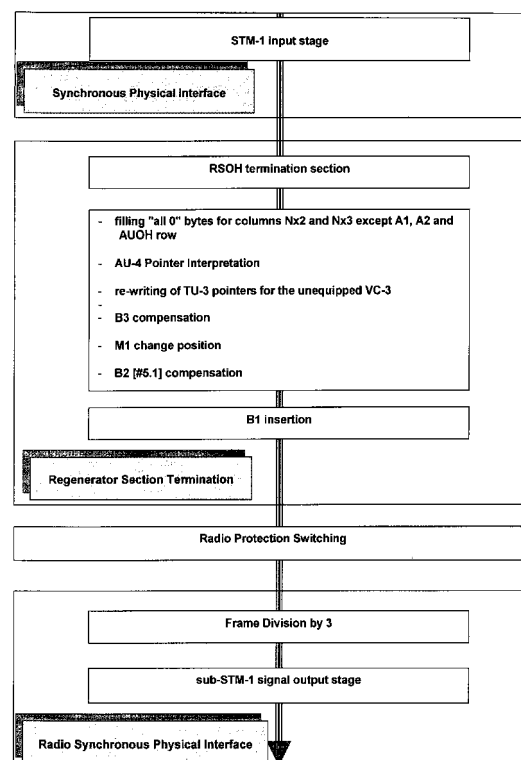 STM-1 input stage
Synchronous Physical Interface
RSOH termination section
- filling "all 0" bytes for columns Nx2 and Nx3 except A1, A2 and
AUOH row
- AU-4 Pointer Interpretation
- re-writing of TU-3 pointers for the unequipped VC-3
-
- B3 compensation
- M1 change position
- B2 [#5.1] compensation
B1 insertion
Regenerator Section Termination
Radio Protection Switching
Frame Division by 3
sub-STM-1 signal output stage
Radio Synchronous Physical Interface